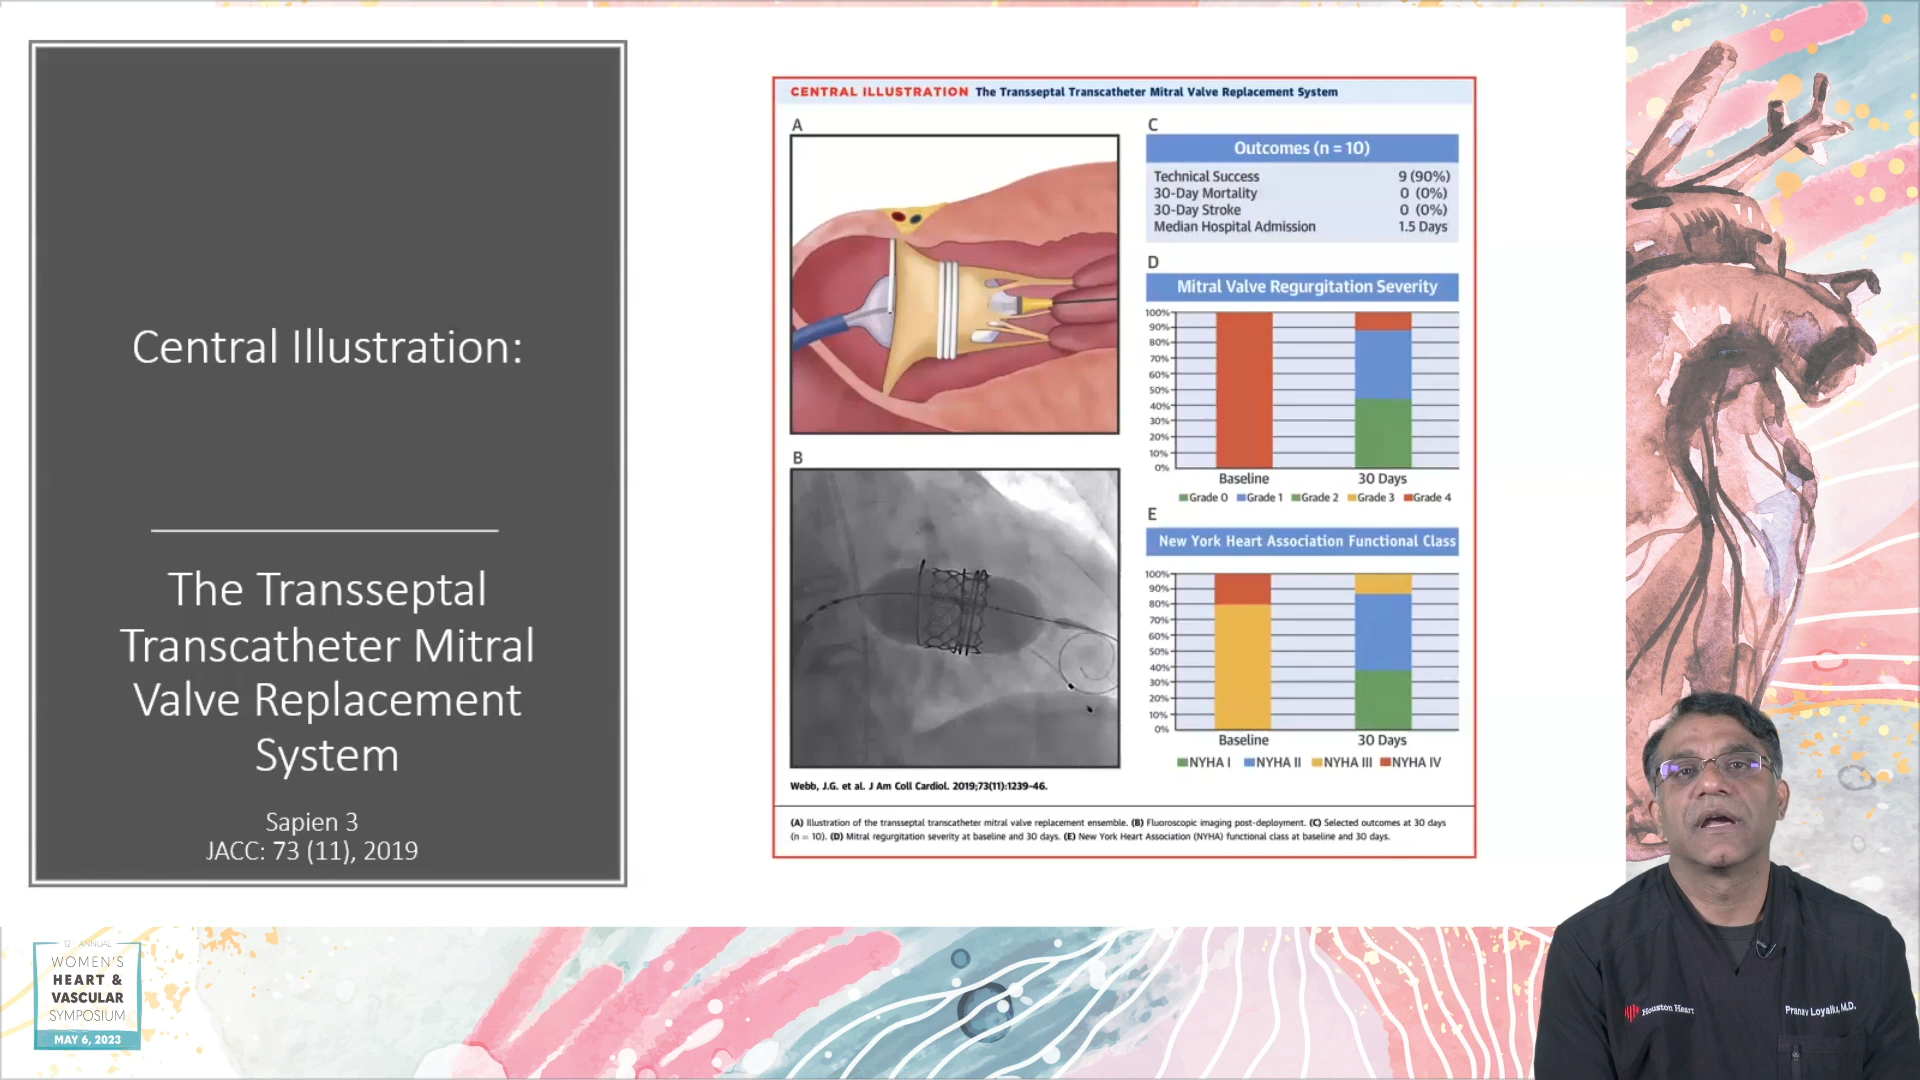 Central Illustration:
The Transseptal
Transcatheter Mitral
Valve Replacement
System
Sapien 3
JACC: 73 (11), 2019
CENTRAL ILLUSTRATION The Transseptal Transcatheter Mitral Valve Replacement System
A
B
Webb, J.G. et al. J Am Coll Cardiol. 2019;73(11):1239–46.
C
Outcomes (n = 10)
Technical Success 9 (90%)
30-Day Mortality 0 (0%)
30-Day Stroke 0 (0%)
Median Hospital Admission 1.5 Days
D
Mitral Valve Regurgitation Severity
100%
90%
80%
70%
60%
50%
40%
30%
20%
10%
0%
Baseline 30 Days
Grade 0 Grade 1 Grade 2 Grade 3 Grade 4
E
New York Heart Association Functional Class
100%
90%
80%
70%
60%
50%
40%
30%
20%
10%
0%
Baseline 30 Days
NYHA I NYHA II NYHA III NYHA IV
(A) Illustration of the transseptal transcatheter mitral valve replacement ensemble. (B) Fluoroscopic imaging post-deployment. (C) Selected outcomes at 30 days
(n = 10). (D) Mitral regurgitation severity at baseline and 30 days. (E) New York Heart Association (NYHA) functional class at baseline and 30 days.
12TH ANNUAL
WOMEN'S
HEART &
VASCULAR
SYMPOSIUM
MAY 6, 2023
Houston Heart
Pranav Loyalka, M.D.